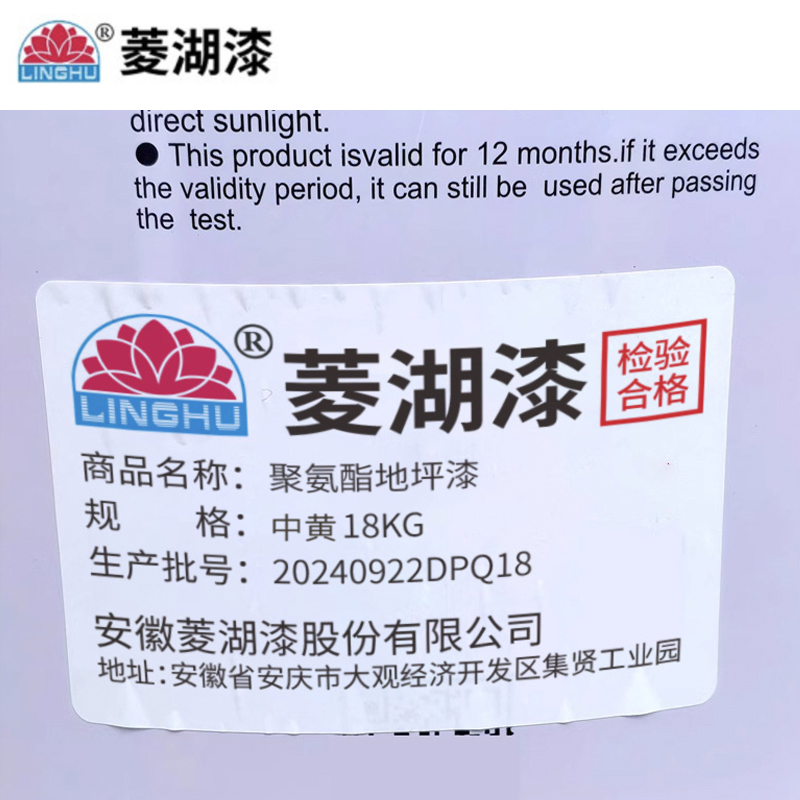 LINGHU ® 菱湖漆
direct sunlight.
● This product isvalid for 12 months.if it exceeds
the validity period, it can still be used after passing
the test.
LINGHU ® 菱湖漆
检验
合格
商品名称：聚氨酯地坪漆
规 格：中黄18KG
生产批号：20240922DPQ18
安徽菱湖漆股份有限公司
地址：安徽省安庆市大观经济开发区集贤工业园